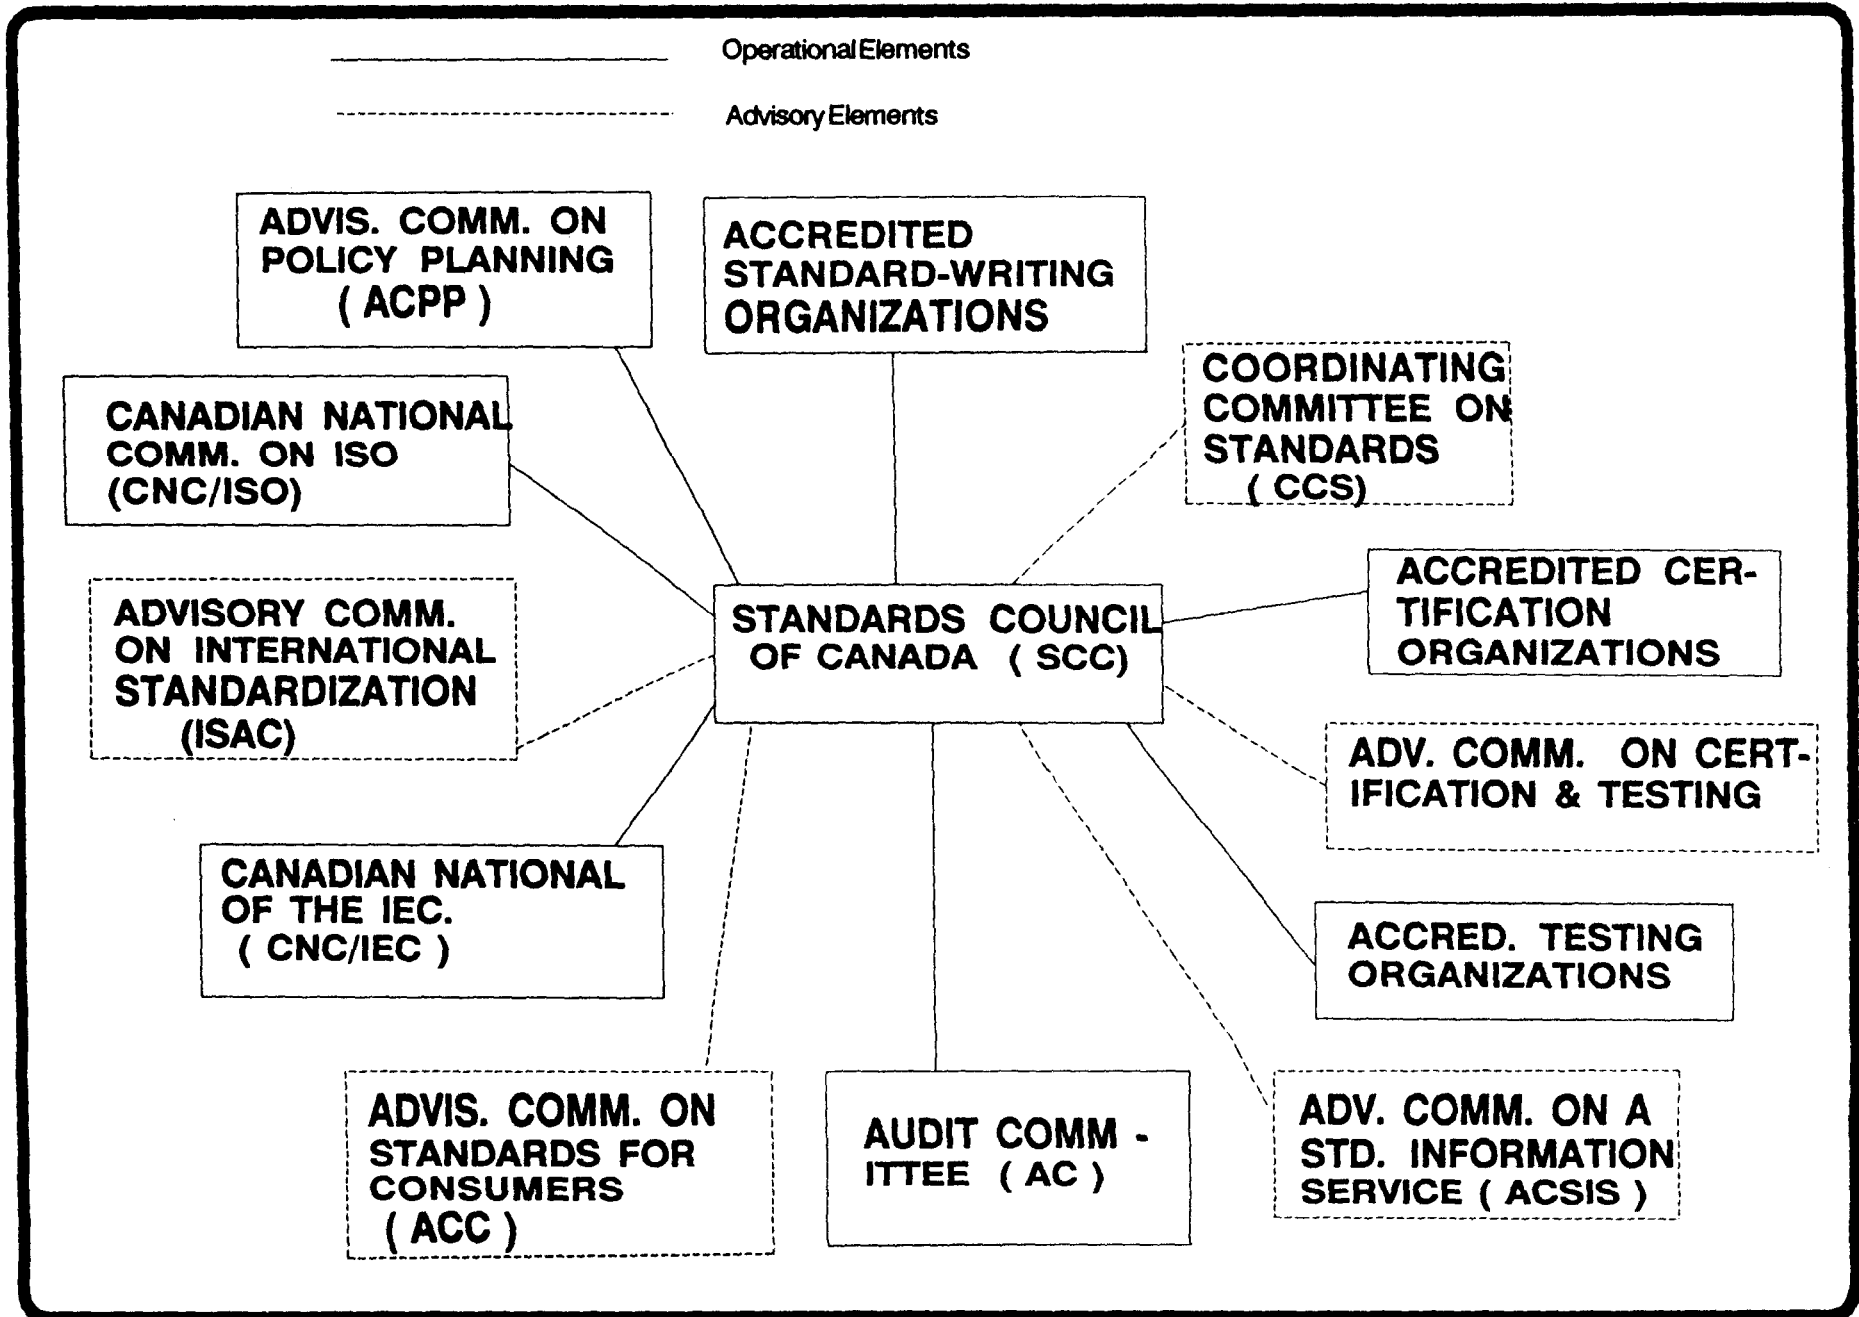 Operational Elements
Advisory Elements
ADVIS. COMM. ON
POLICY PLANNING
( ACPP )
ACCREDITED
STANDARD-WRITING
ORGANIZATIONS
COORDINATING
COMMITTEE ON
STANDARDS
( CCS)
CANADIAN NATIONAL
COMM. ON ISO
(CNC/ISO)
ADVISORY COMM.
ON INTERNATIONAL
STANDARDIZATION
(ISAC)
STANDARDS COUNCIL
OF CANADA ( SCC)
ACCREDITED CER-
TIFICATION
ORGANIZATIONS
ADV. COMM. ON CERT-
IFICATION & TESTING
CANADIAN NATIONAL
OF THE IEC.
( CNC/IEC )
ACCRED. TESTING
ORGANIZATIONS
ADVIS. COMM. ON
STANDARDS FOR
CONSUMERS
( ACC )
AUDIT COMM -
ITTEE ( AC )
ADV. COMM. ON A
STD. INFORMATION
SERVICE ( ACSIS )